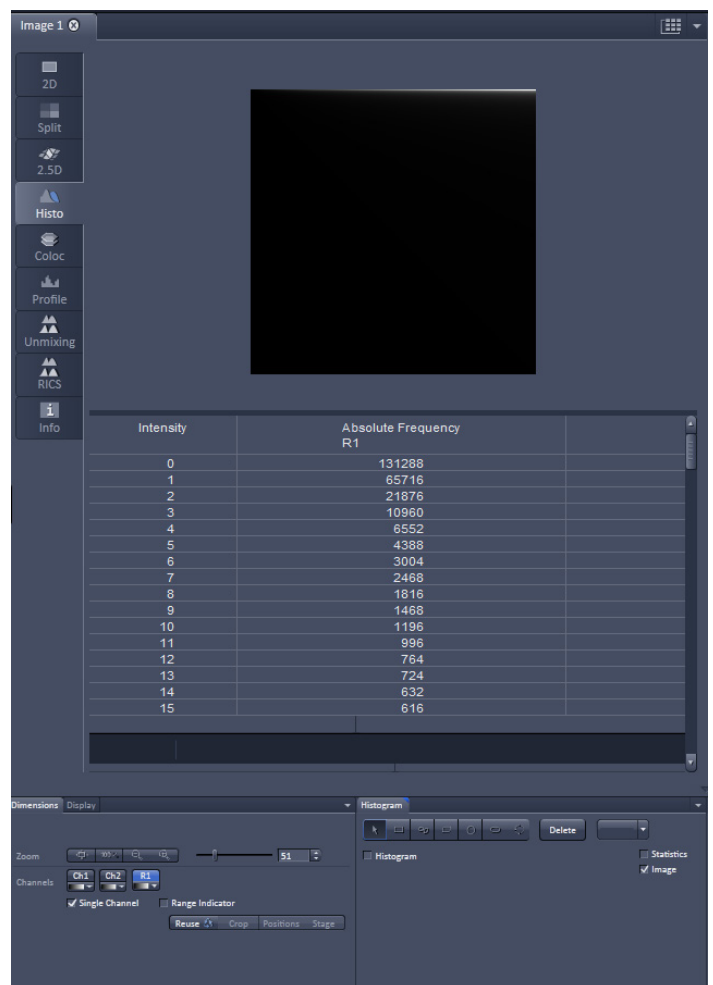 Image 1
2D
Split
2.5D
Histo
Coloc
Profile
Unmixing
RICS
Info
Intensity Absolute Frequency
R1
0 131288
1 65716
2 21876
3 10960
4 6552
5 4388
6 3004
7 2468
8 1816
9 1468
10 1196
11 996
12 764
13 724
14 632
15 616
Dimensions Display
Zoom 51
Channels Ch1 Ch2 R1
Single Channel Range Indicator
Reuse Crop Positions Stage
Histogram
Delete
Histogram Statistics
Image